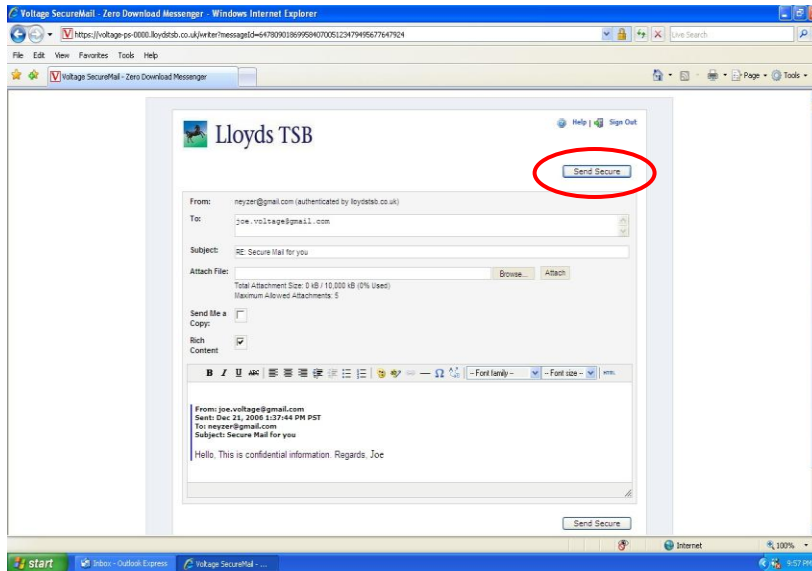 Voltage SecureMail - Zero Download Messenger - Windows Internet Explorer
https://voltage-ps-0000.lloydstsb.co.uk/writer?messageId=6478090186995840700512347949567764​7924
Live Search
File Edit View Favorites Tools Help
Voltage SecureMail - Zero Download Messenger
Page Tools
Lloyds TSB
Help | Sign Out
Send Secure
From: neyzer@gmail.com (authenticated by lloydstsb.co.uk)
To: joe.voltage@gmail.com
Subject: RE: Secure Mail for you
Attach File: Browse... Attach
Total Attachment Size: 0 kB / 10,000 kB (0% Used)
Maximum Allowed Attachments: 5
Send Me a Copy:
Rich Content
B I U ABC Ω -- Font family -- -- Font size -- HTML
From: joe.voltage@gmail.com
Sent: Dec 21, 2006 1:37:44 PM PST
To: neyzer@gmail.com
Subject: Secure Mail for you
Hello, This is confidential information. Regards, Joe
Send Secure
Internet 100%
start Inbox - Outlook Express Voltage SecureMail - ... 9:57 PM